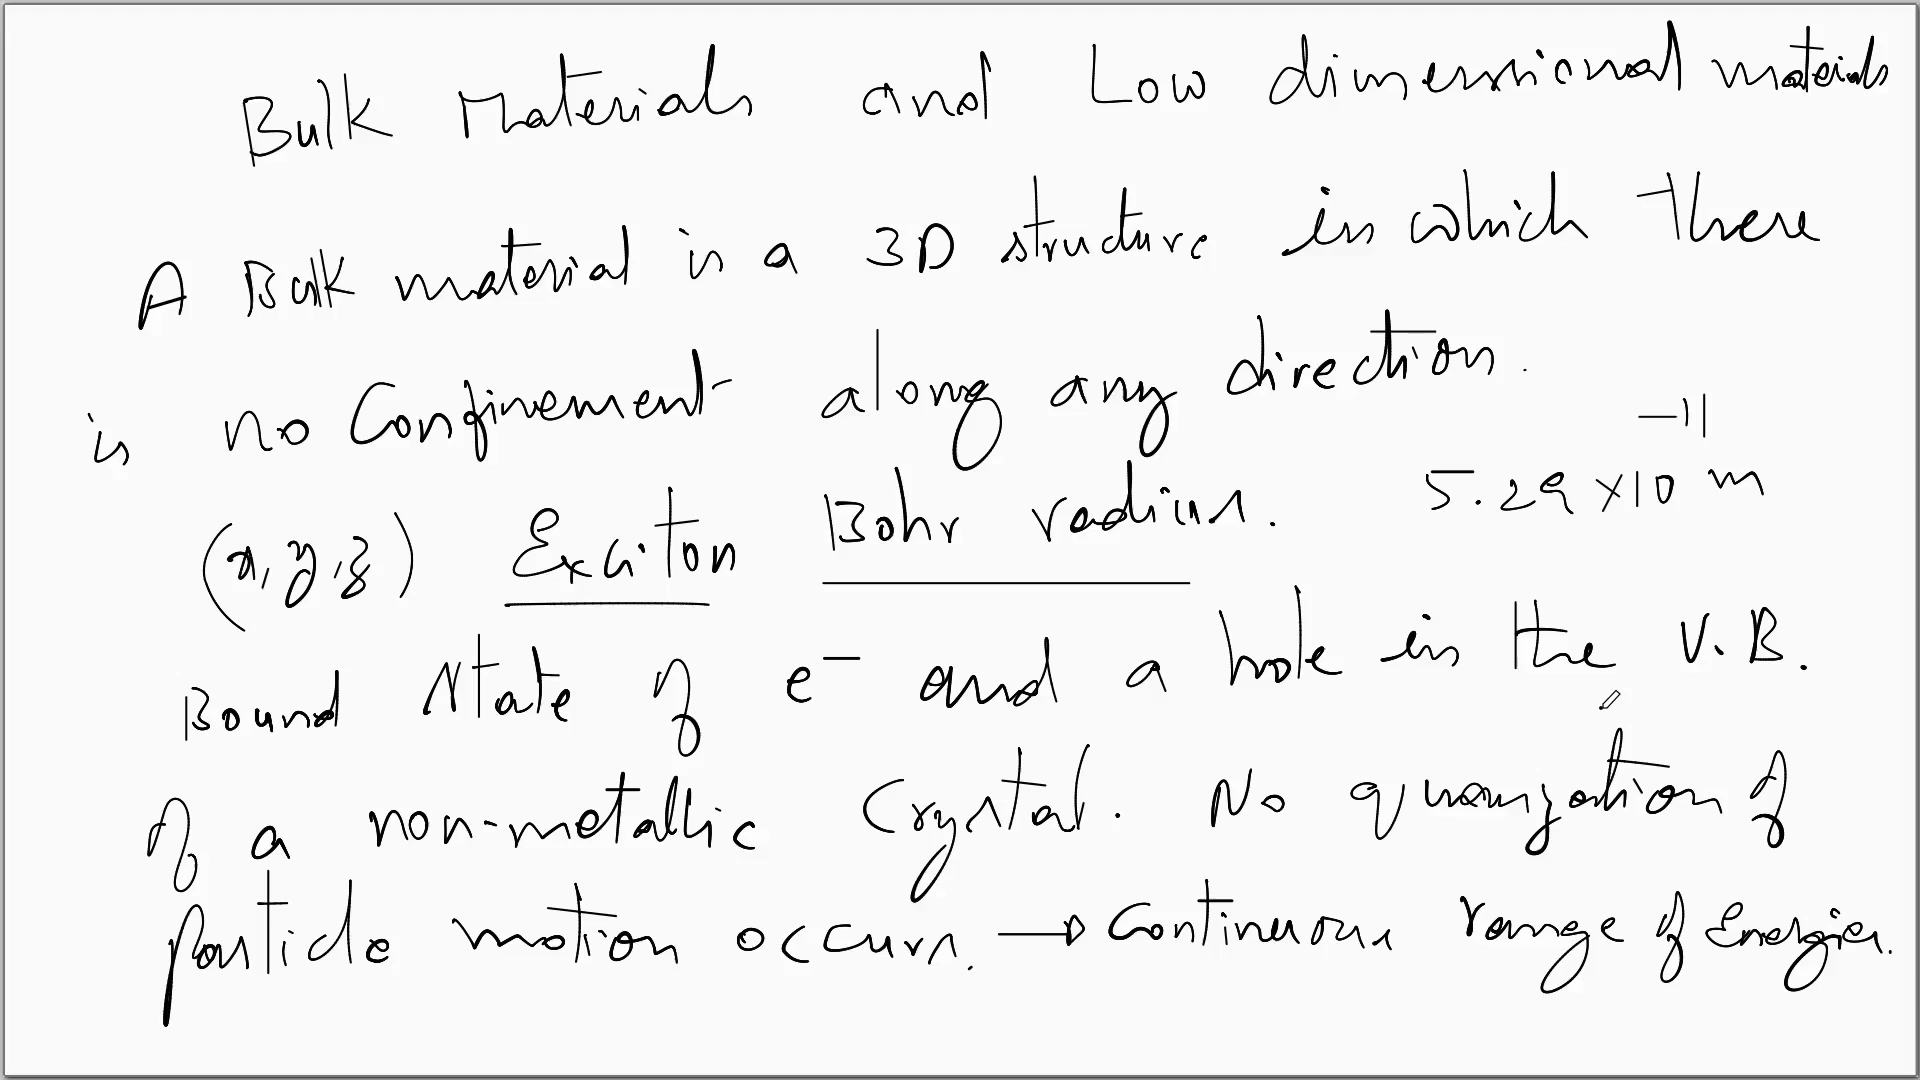 Bulk Materials and Low dimensional materials
A Bulk material is a 3D structure in which there
is no Confinement along any direction.
(x, y, z) Exciton Bohr radius. 5.29 × 10⁻¹¹ m
Bound state of e⁻ and a hole in the V.B.
of a non-metallic Crystal. No quantization of
particle motion occurs. → Continuous range of Energies.